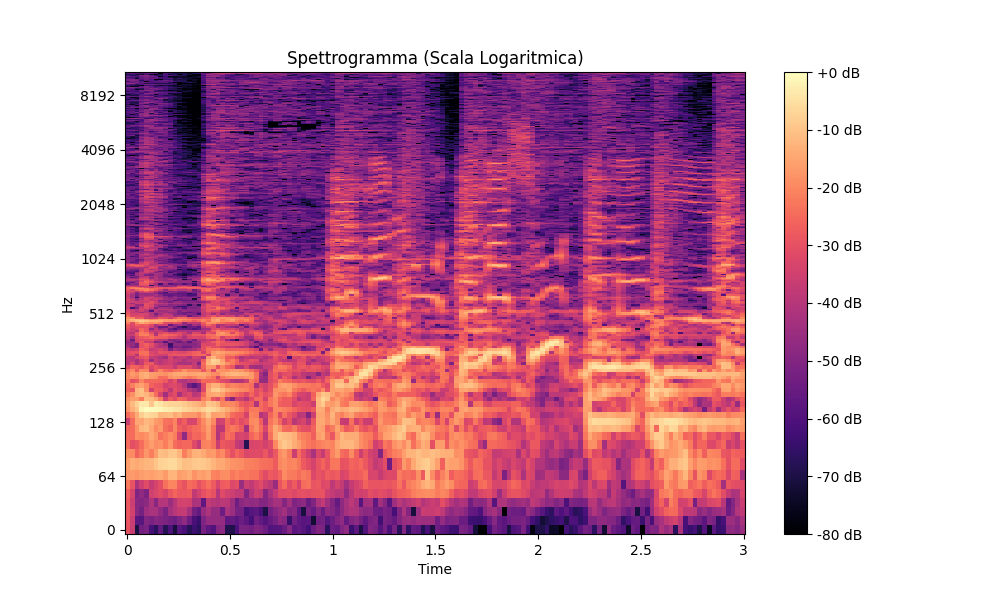 Spettrogramma (Scala Logaritmica)
Hz
8192
4096
2048
1024
512
256
128
64
0
0 0.5 1 1.5 2 2.5 3
Time
+0 dB
-10 dB
-20 dB
-30 dB
-40 dB
-50 dB
-60 dB
-70 dB
-80 dB